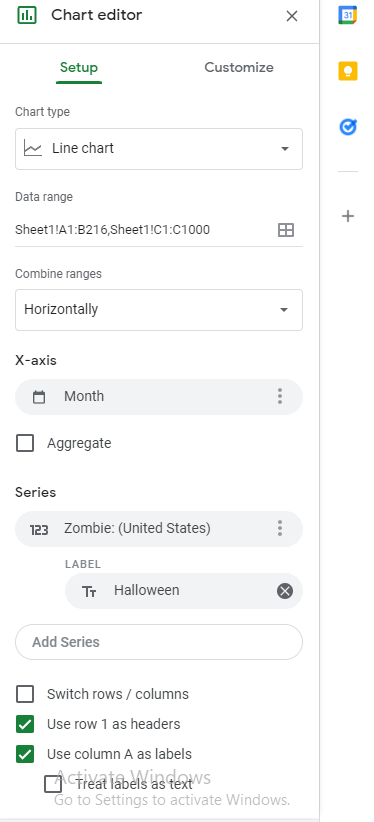 Chart editor
31
Setup
Customize
Chart type
Line chart
Data range
Sheet1!A1:B216,Sheet1!C1:C1000
Combine ranges
Horizontally
X-axis
Month
Aggregate
Series
123 Zombie: (United States)
LABEL
Tт Halloween
Add Series
Switch rows / columns
Use row 1 as headers
Use column A as labels
Treat labels as text
Activate Windows
Go to Settings to activate Windows.